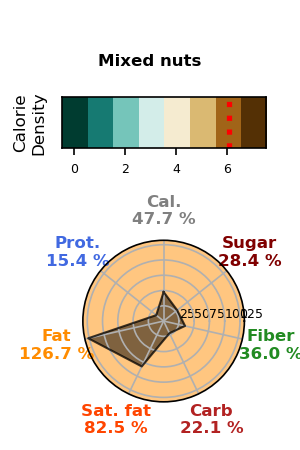 Mixed nuts
Calorie
Density
0 2 4 6
Cal.
47.7 %
Prot.
15.4 %
Sugar
28.4 %
25 50 75 100 125
Fat
126.7 %
Fiber
36.0 %
Sat. fat
82.5 %
Carb
22.1 %